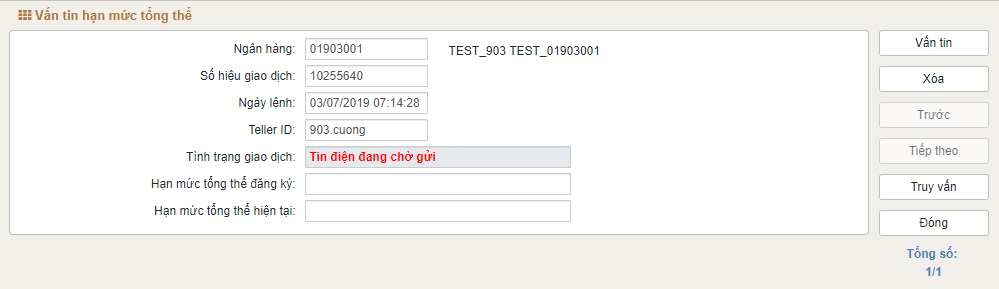 Vấn tin hạn mức tổng thể
Ngân hàng: 01903001 TEST_903 TEST_01903001
Số hiệu giao dịch: 10255640
Ngày lệnh: 03/07/2019 07:14:28
Teller ID: 903.cuong
Tình trạng giao dịch: Tin điện đang chờ gửi
Hạn mức tổng thể đăng ký:
Hạn mức tổng thể hiện tại:
Vấn tin
Xóa
Trước
Tiếp theo
Truy vấn
Đóng
Tổng số:
1/1